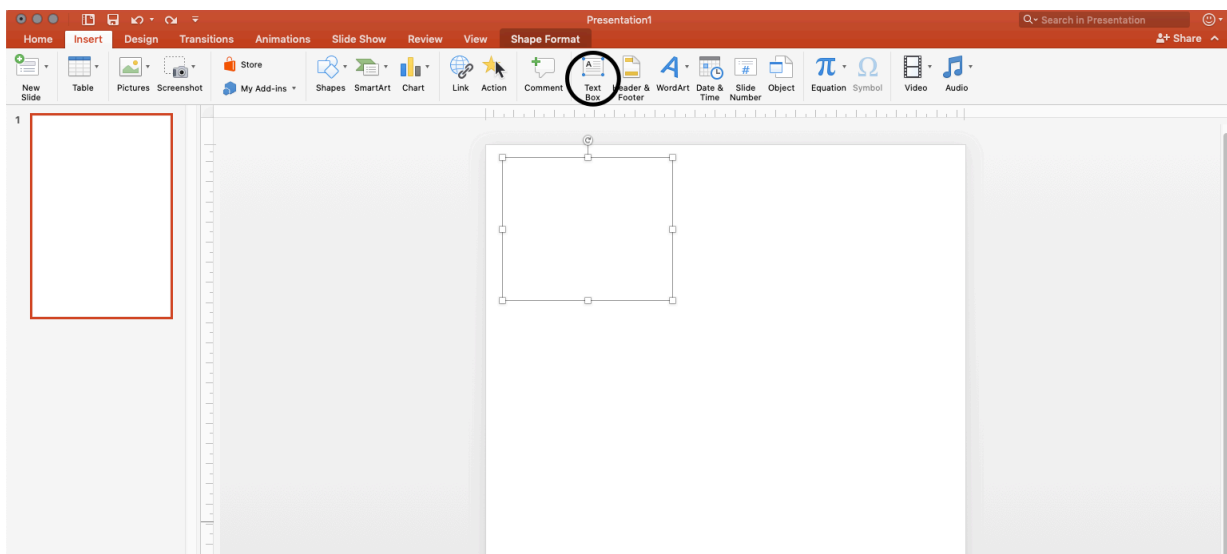 Presentation1
Search in Presentation
Home Insert Design Transitions Animations Slide Show Review View Shape Format
Share
Store
My Add-ins
New Slide
Table
Pictures
Screenshot
Shapes
SmartArt
Chart
Link
Action
Comment
Text Box
Header & Footer
WordArt
Date & Time
Slide Number
Object
Equation
Symbol
Video
Audio
1